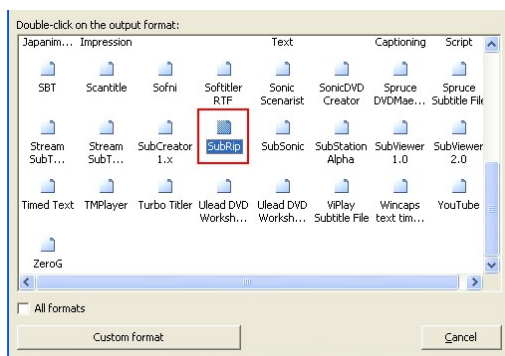 Double-click on the output format:
Japanim... Impression Text Captioning Script
SBT Scantitle Sofni Softitler RTF Sonic Scenarist SonicDVD Creator Spruce DVDMae... Spruce Subtitle File
Stream SubT... Stream SubT... SubCreator 1.x SubRip SubSonic SubStation Alpha SubViewer 1.0 SubViewer 2.0
Timed Text TMPlayer Turbo Titler Ulead DVD Worksh... Ulead DVD Worksh... ViPlay Subtitle File Wincaps text tim... YouTube
ZeroG
All formats
Custom format Cancel